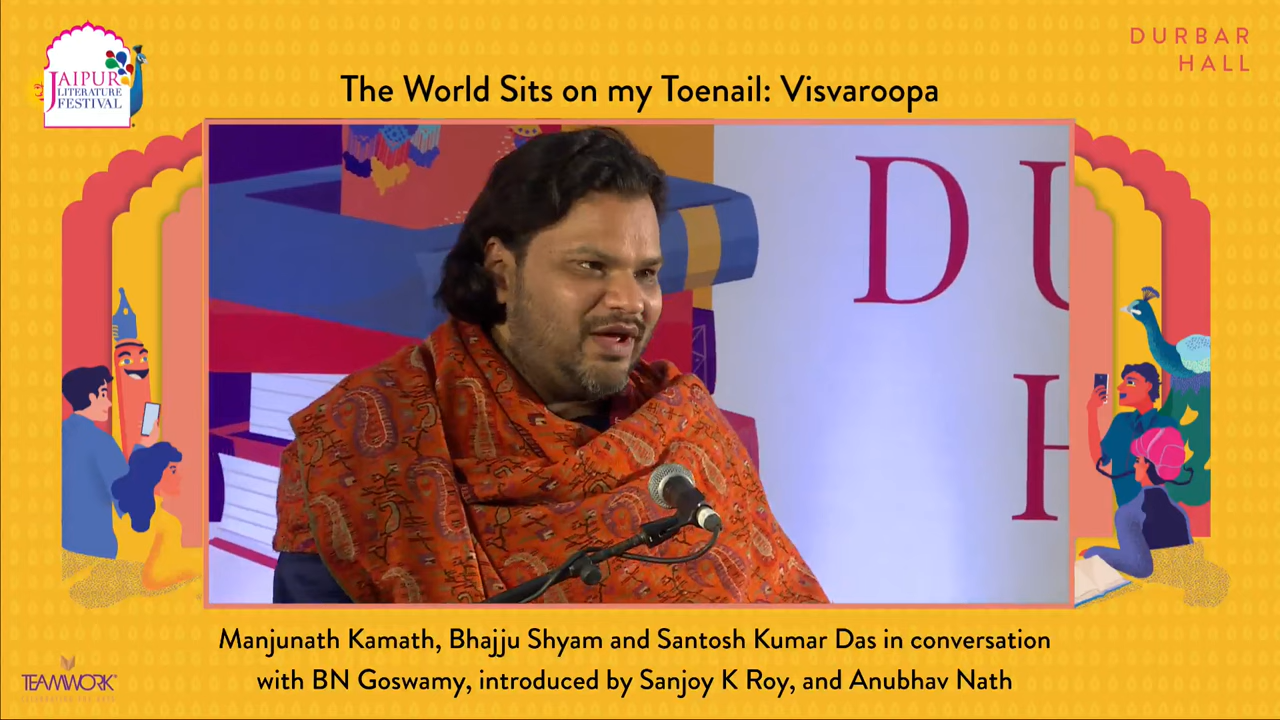 DURBAR
HALL
JAIPUR
LITERATURE
FESTIVAL
The World Sits on my Toenail: Visvaroopa
D
H
Manjunath Kamath, Bhajju Shyam and Santosh Kumar Das in conversation
with BN Goswamy, introduced by Sanjoy K Roy, and Anubhav Nath
TEAMWORK